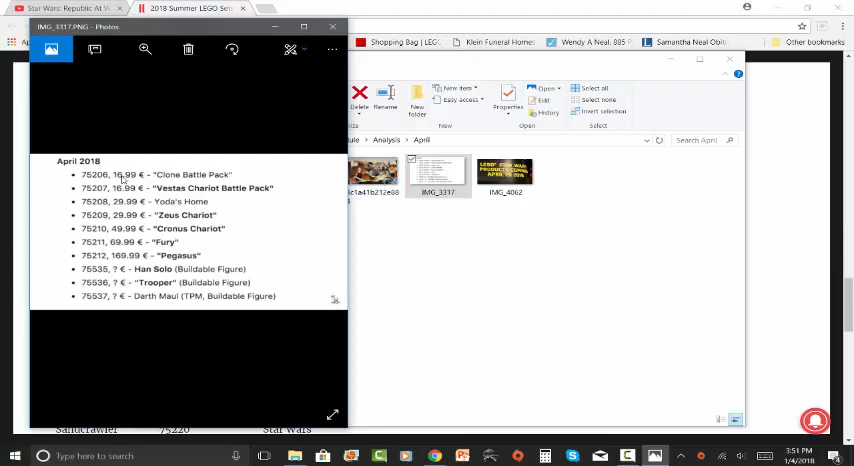 Star Wars: Republic At V
2018 Summer LEGO Sets
IMG_3317.PNG - Photos
Shopping Bag | LEG
Klein Funeral Homes
Wendy A Neal, 885 F
Samantha Neal Obitu
Other bookmarks
Delete
Rename
New folder
New item
Easy access
Properties
Open
Edit
History
Select all
Select none
Invert selection
New
Open
Select
Analysis > April
Search April
8c1a41b212e88
3
IMG_3317
IMG_4062
LEGO STAR WARS
PRODUCTS COMING
April 2018
75206, 16.99 € - "Clone Battle Pack"
75207, 16.99 € - "Vestas Chariot Battle Pack"
75208, 29.99 € - Yoda's Home
75209, 29.99 € - "Zeus Chariot"
75210, 49.99 € - "Cronus Chariot"
75211, 69.99 € - "Fury"
75212, 169.99 € - "Pegasus"
75535, ? € - Han Solo (Buildable Figure)
75536, ? € - "Trooper" (Buildable Figure)
75537, ? € - Darth Maul (TPM, Buildable Figure)
Sandcrawler 75220 Star Wars
Type here to search
3:51 PM
1/4/2018
4